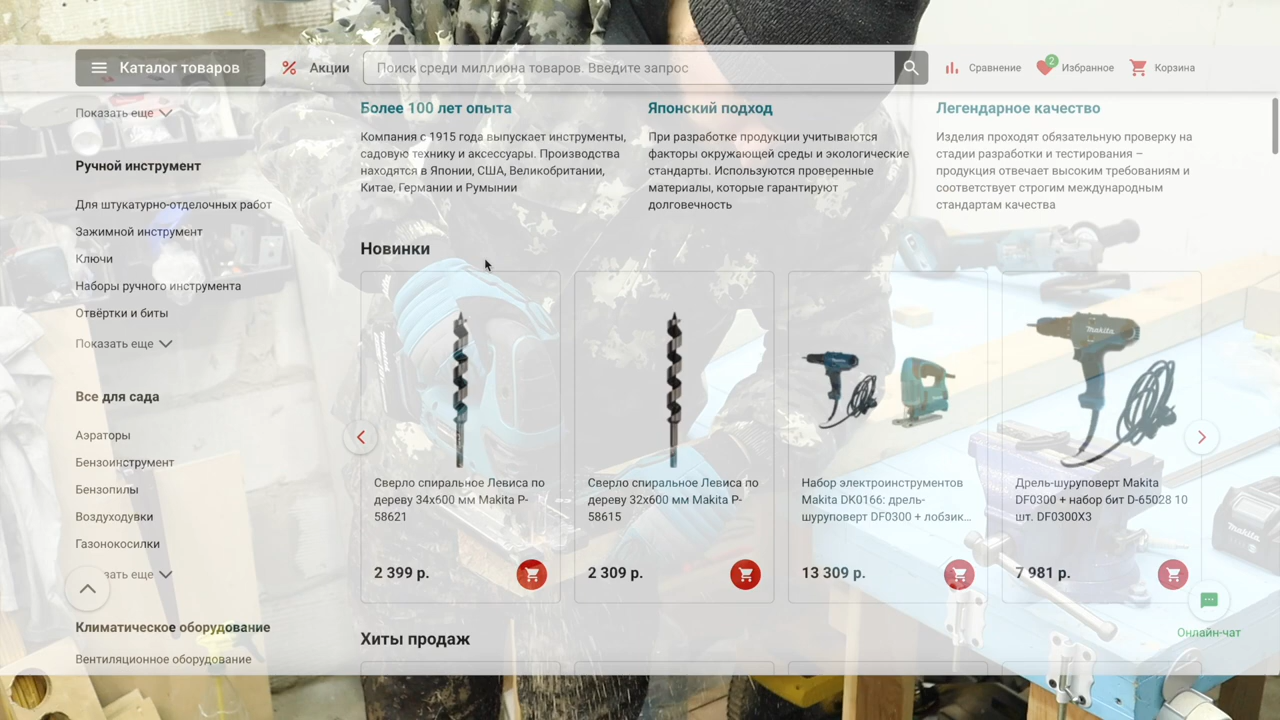 Каталог товаров
Акции
Поиск среди миллиона товаров. Введите запрос
Сравнение
2
Избранное
Корзина
Показать еще
Ручной инструмент
Для штукатурно-отделочных работ
Зажимной инструмент
Ключи
Наборы ручного инструмента
Отвёртки и биты
Показать еще
Все для сада
Аэраторы
Бензоинструмент
Бензопилы
Воздуходувки
Газонокосилки
зать еще
Климатическое оборудование
Вентиляционное оборудование
Более 100 лет опыта
Компания с 1915 года выпускает инструменты,
садовую технику и аксессуары. Производства
находятся в Японии, США, Великобритании,
Китае, Германии и Румынии
Японский подход
При разработке продукции учитываются
факторы окружающей среды и экологические
стандарты. Используются проверенные
материалы, которые гарантируют
долговечность
Легендарное качество
Изделия проходят обязательную проверку на
стадии разработки и тестирования –
продукция отвечает высоким требованиям и
соответствует строгим международным
стандартам качества
Новинки
Сверло спиральное Левиса по
дереву 34х600 мм Makita P-
58621
2 399 р.
Сверло спиральное Левиса по
дереву 32х600 мм Makita P-
58615
2 309 р.
Набор электроинструментов
Makita DK0166: дрель-
шуруповерт DF0300 + лобзик...
13 309 р.
makita
Дрель-шуруповерт Makita
DF0300 + набор бит D-65028 10
шт. DF0300X3
7 981 р.
makita
Онлайн-чат
Хиты продаж